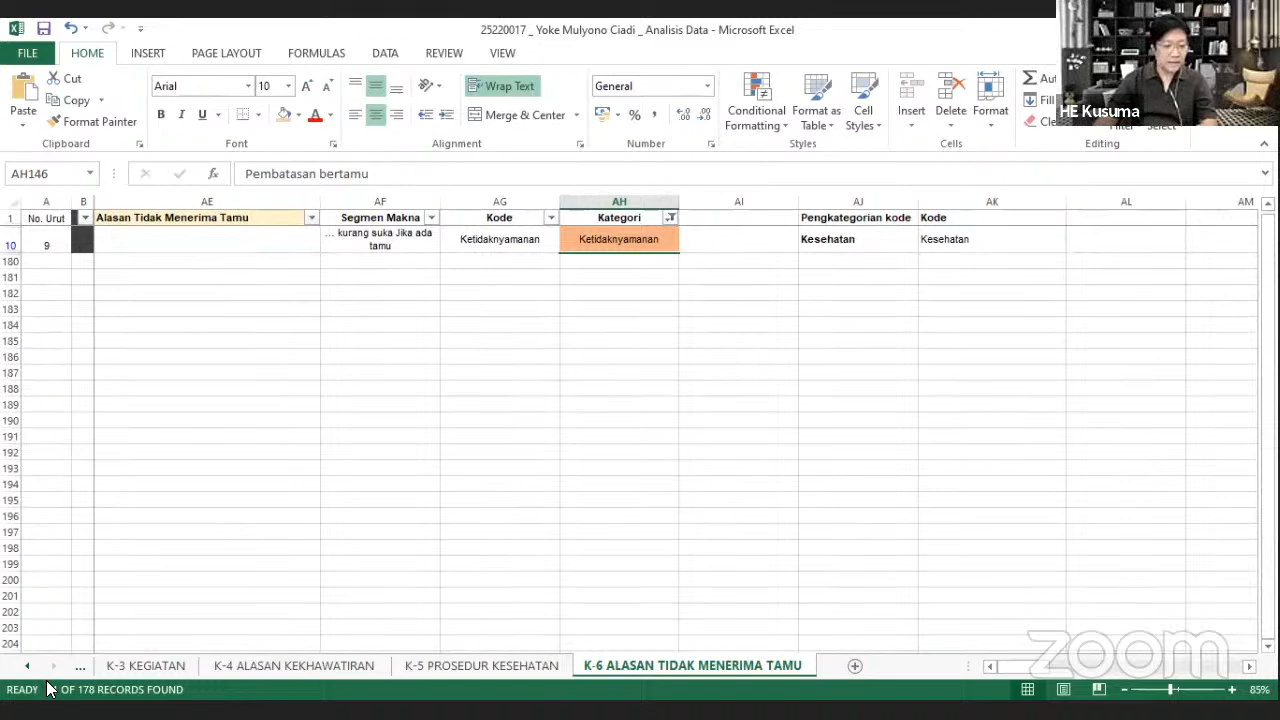 25220017 _ Yoke Mulyono Ciadi _ Analisis Data - Microsoft Excel
FILE HOME INSERT PAGE LAYOUT FORMULAS DATA REVIEW VIEW
HE Kusuma
Paste
Cut
Copy
Format Painter
Clipboard
Arial 10
B I U A
Font
Wrap Text
Merge & Center
Alignment
General
%
Number
Conditional Formatting
Format as Table
Cell Styles
Styles
Insert Delete Format
Cells
Fill
Select
Editing
AH146 fx Pembatasan bertamu
A B AE AF AG AH AI AJ AK AL AM
1 No. Urut Alasan Tidak Menerima Tamu Segmen Makna Kode Kategori Pengkategorian kode Kode
10 9 ... kurang suka Jika ada tamu Ketidaknyamanan Ketidaknyamanan Kesehatan Kesehatan
180
181
182
183
184
185
186
187
188
189
190
191
192
193
194
195
196
197
198
199
200
201
202
203
204
zoom
... K-3 KEGIATAN K-4 ALASAN KEKHAWATIRAN K-5 PROSEDUR KESEHATAN K-6 ALASAN TIDAK MENERIMA TAMU
READY OF 178 RECORDS FOUND 85%